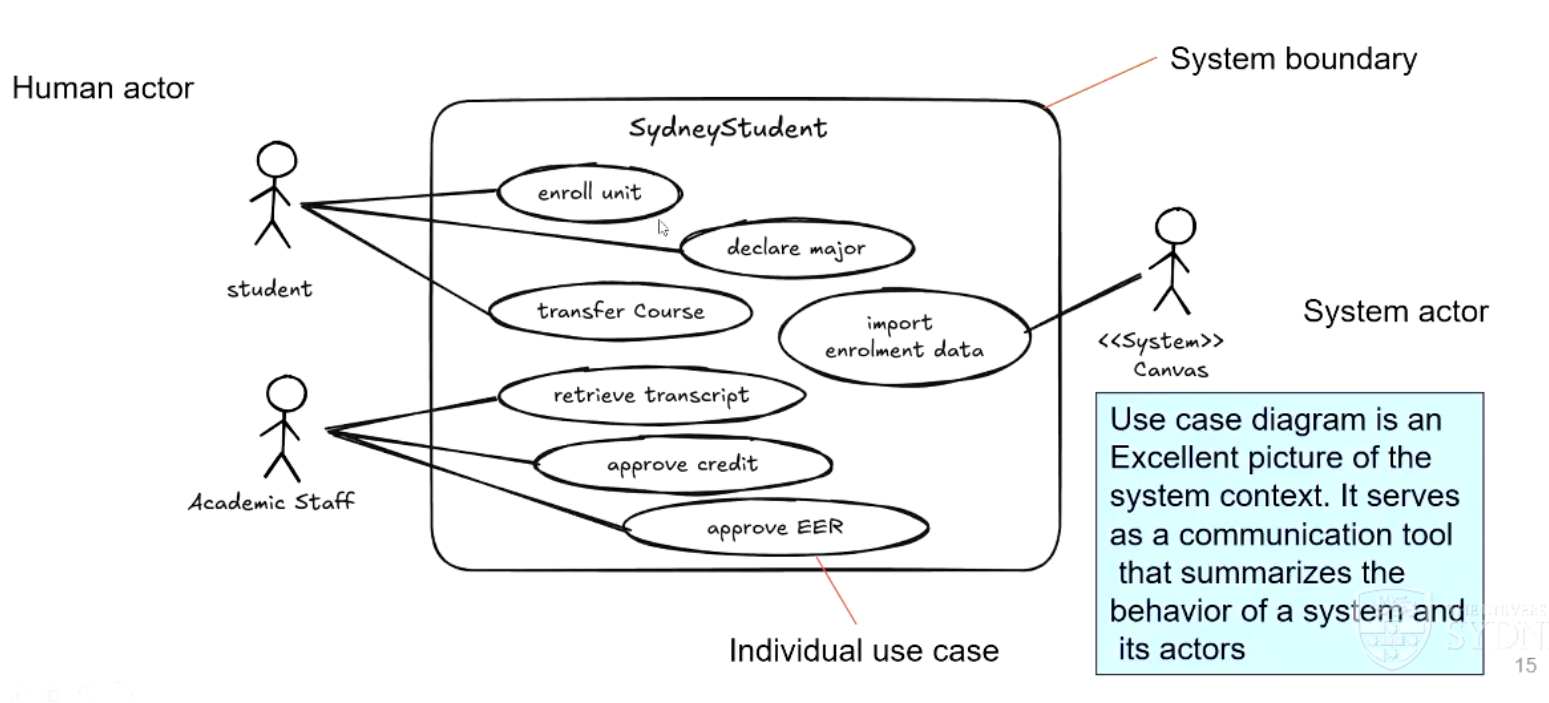 Human actor
System boundary
SydneyStudent
enroll unit
declare major
student
transfer Course
import
enrolment data
System actor
<<System>>
Canvas
retrieve transcript
approve credit
Academic Staff
approve EER
Individual use case
Use case diagram is an
Excellent picture of the
system context. It serves
as a communication tool
that summarizes the
behavior of a system and
its actors
SYDN
15